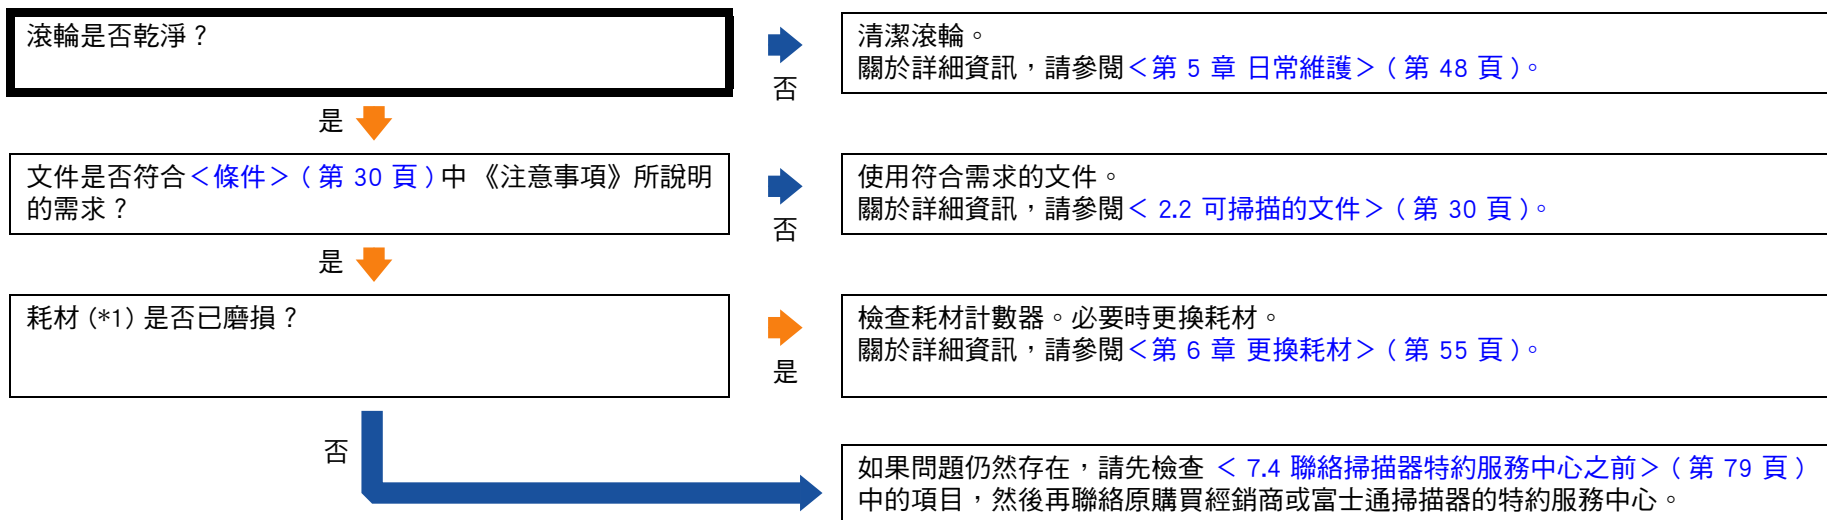 滾輪是否乾淨？
否
清潔滾輪。
關於詳細資訊，請參閱＜第 5 章 日常維護＞ ( 第 48 頁 )。
是
文件是否符合＜條件＞ ( 第 30 頁 ) 中 《注意事項》所說明
的需求？
否
使用符合需求的文件。
關於詳細資訊，請參閱＜ 2.2 可掃描的文件＞ ( 第 30 頁 )。
是
耗材 (*1) 是否已磨損？
是
檢查耗材計數器。必要時更換耗材。
關於詳細資訊，請參閱＜第 6 章 更換耗材＞ ( 第 55 頁 )。
否
如果問題仍然存在，請先檢查 ＜ 7.4 聯絡掃描器特約服務中心之前＞ ( 第 79 頁 )
中的項目，然後再聯絡原購買經銷商或富士通掃描器的特約服務中心。